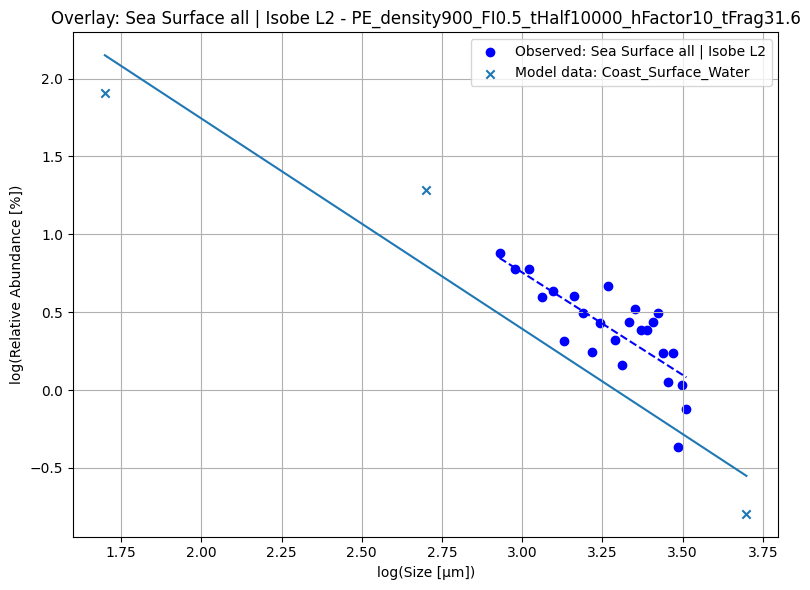 Overlay: Sea Surface all | Isobe L2 - PE_density900_FI0.5_tHalf10000_hFactor10_tFrag31.6
Observed: Sea Surface all | Isobe L2
Model data: Coast_Surface_Water
log(Relative Abundance [%])
2.0
1.5
1.0
0.5
0.0
−0.5
1.75 2.00 2.25 2.50 2.75 3.00 3.25 3.50 3.75
log(Size [µm])